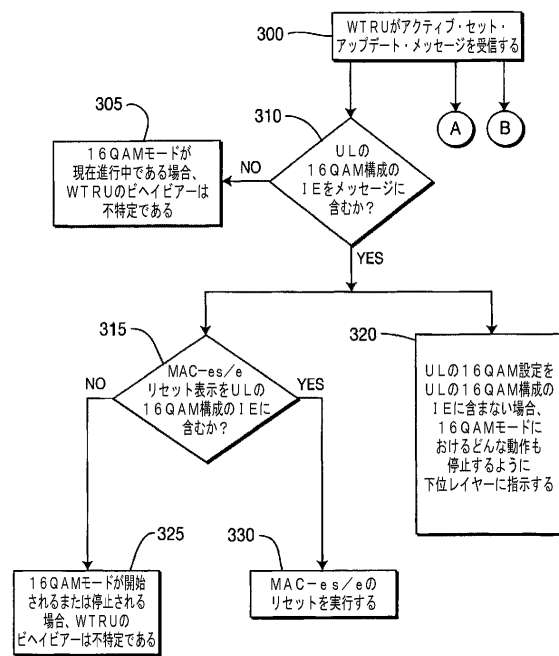 300
WTRUがアクティブ・セット・
アップデート・メッセージを受信する
A
B
305
16QAMモードが
現在進行中である場合、
WTRUのビヘイビアーは
不特定である
310
ULの
16QAM構成の
IEをメッセージに
含むか？
NO
YES
315
MAC-es/e
リセット表示をULの
16QAM構成のIEに
含むか？
NO
YES
320
ULの16QAM設定を
ULの16QAM構成の
IEに含まない場合、
16QAMモードに
おけるどんな動作も
停止するように
下位レイヤーに指示する
325
16QAMモードが開始
されるまたは停止される
場合、WTRUの
ビヘイビアーは不特定である
330
MAC-es/eの
リセットを実行する